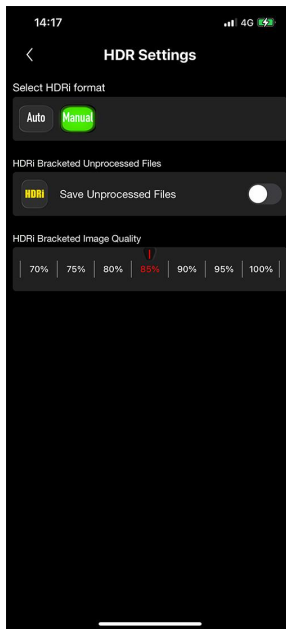 14:17 4G
HDR Settings
Select HDRi format
Auto Manual
HDRi Bracketed Unprocessed Files
HDRi Save Unprocessed Files
HDRi Bracketed Image Quality
70% 75% 80% 85% 90% 95% 100%